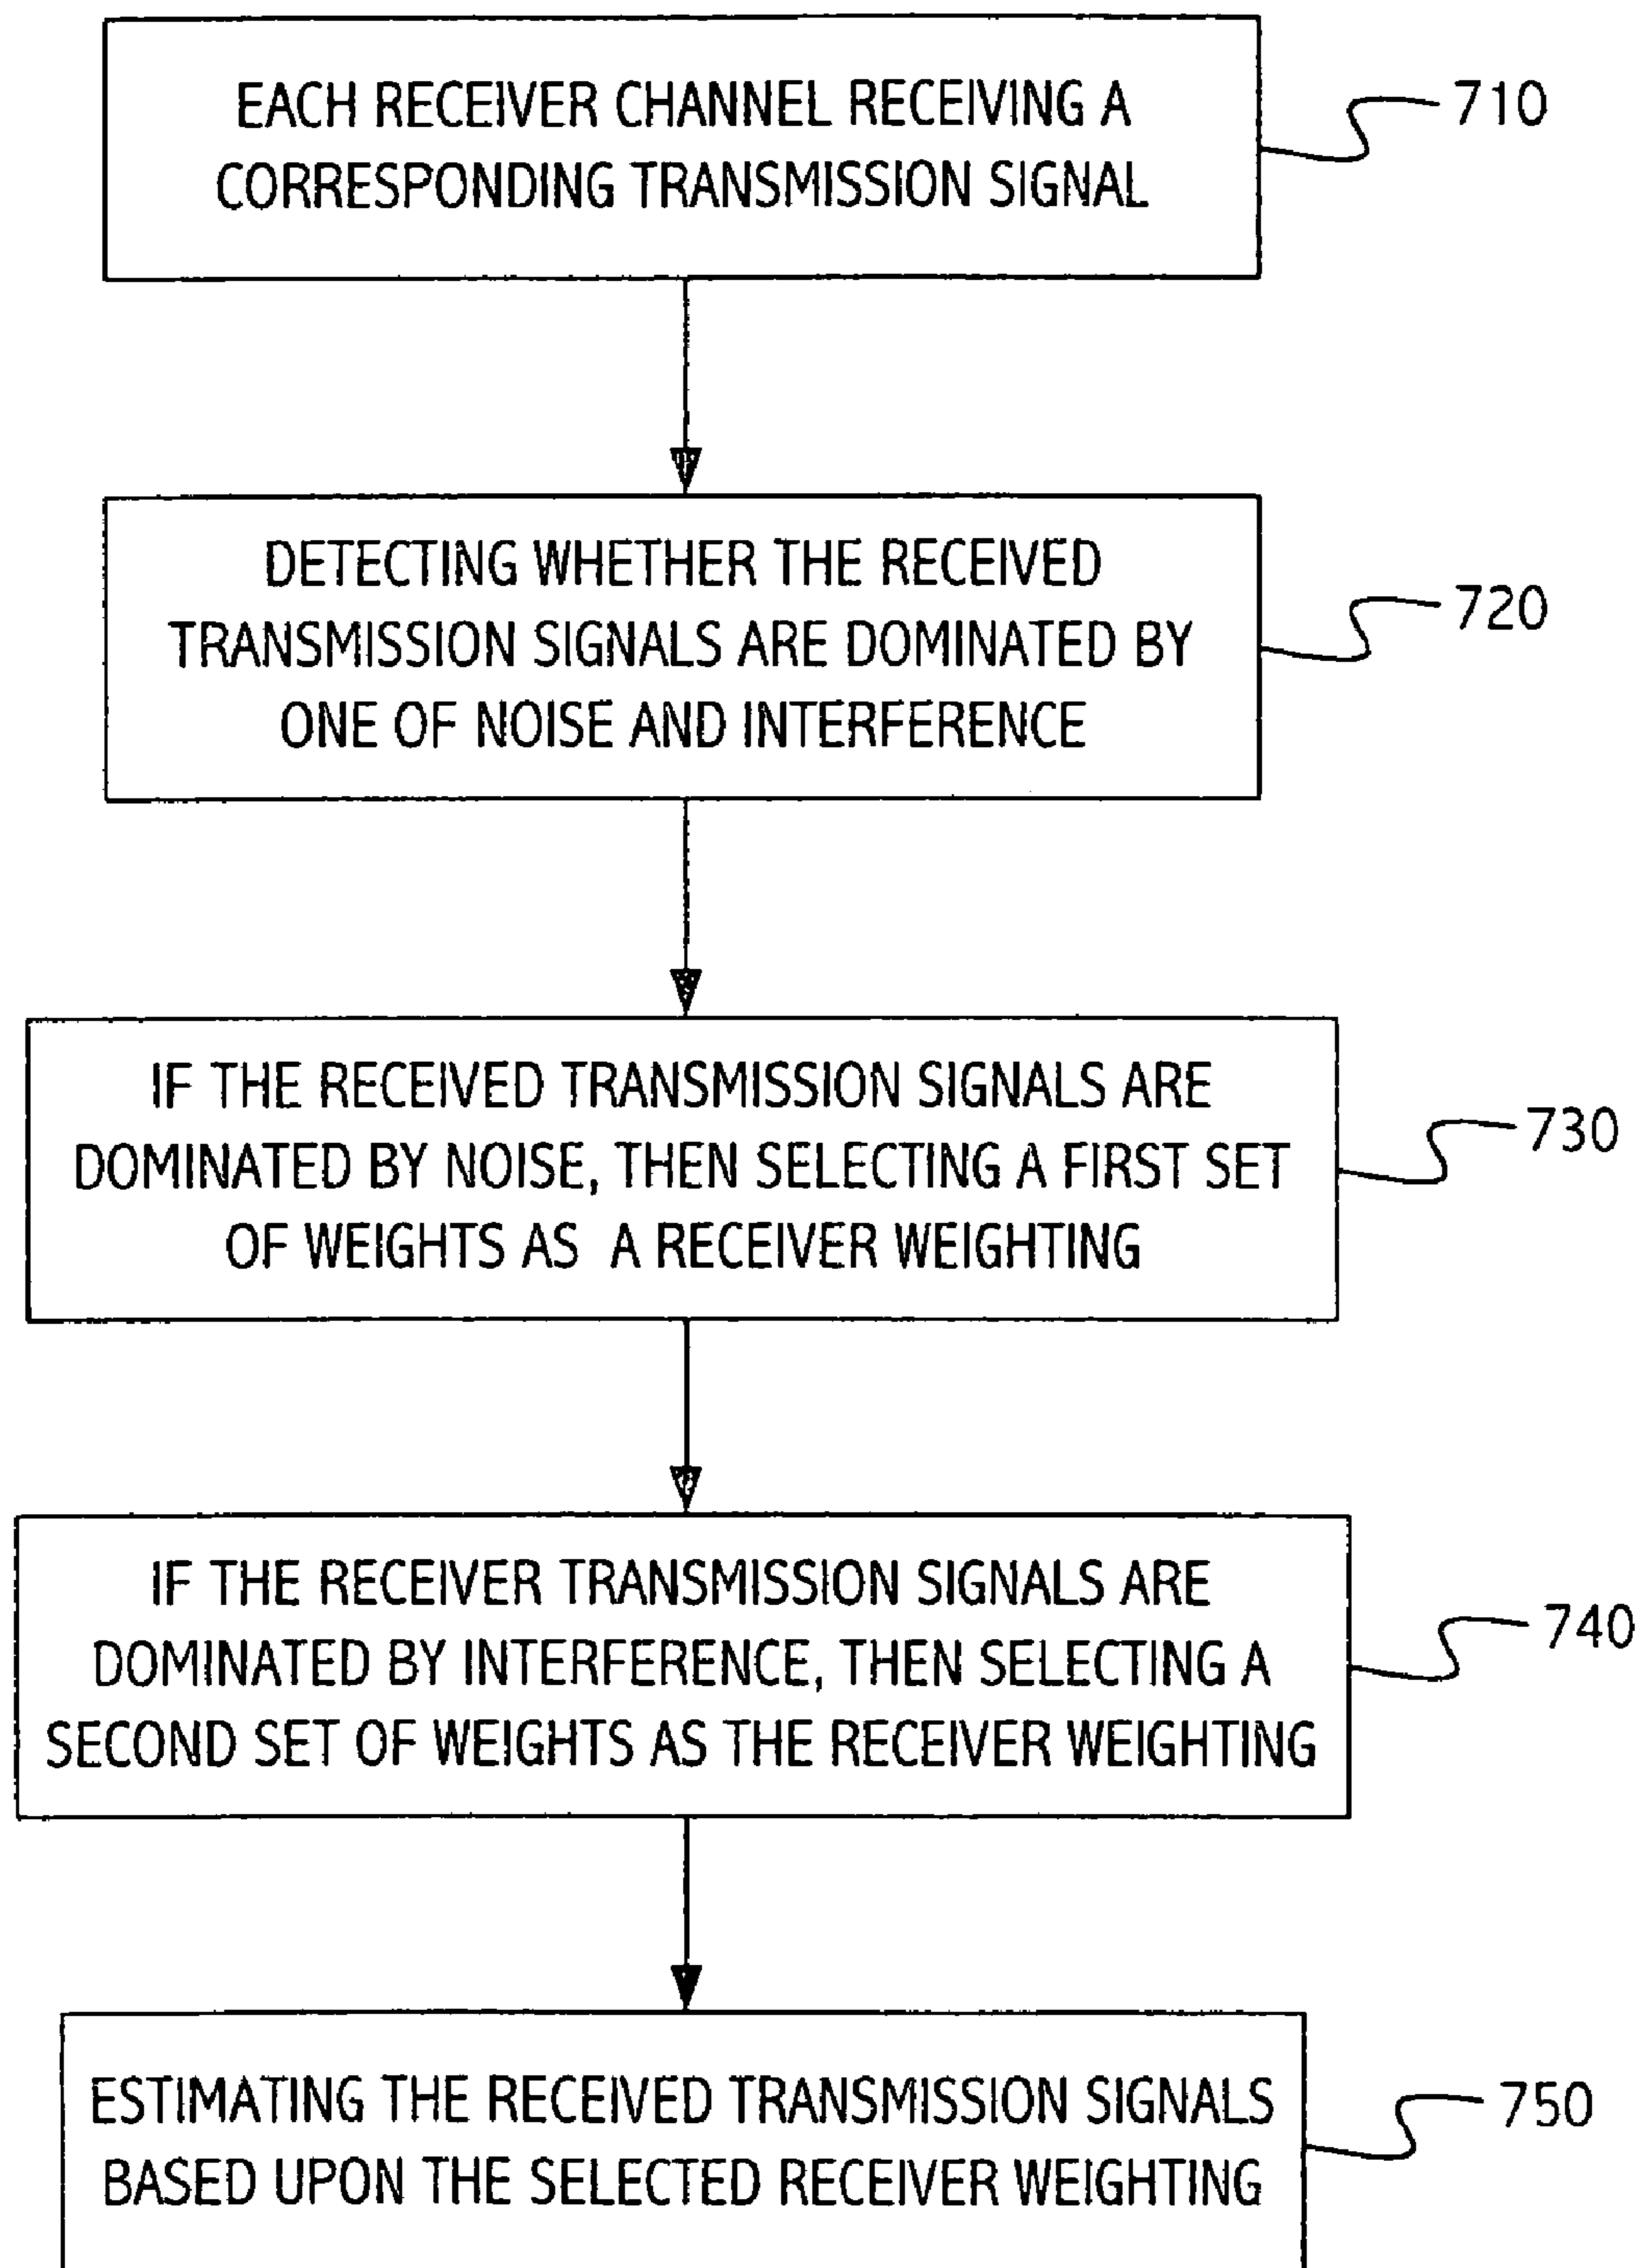 EACH RECEIVER CHANNEL RECEIVING A
CORRESPONDING TRANSMISSION SIGNAL
710
DETECTING WHETHER THE RECEIVED
TRANSMISSION SIGNALS ARE DOMINATED BY
ONE OF NOISE AND INTERFERENCE
720
IF THE RECEIVED TRANSMISSION SIGNALS ARE
DOMINATED BY NOISE, THEN SELECTING A FIRST SET
OF WEIGHTS AS A RECEIVER WEIGHTING
730
IF THE RECEIVER TRANSMISSION SIGNALS ARE
DOMINATED BY INTERFERENCE, THEN SELECTING A
SECOND SET OF WEIGHTS AS THE RECEIVER WEIGHTING
740
ESTIMATING THE RECEIVED TRANSMISSION SIGNALS
BASED UPON THE SELECTED RECEIVER WEIGHTING
750